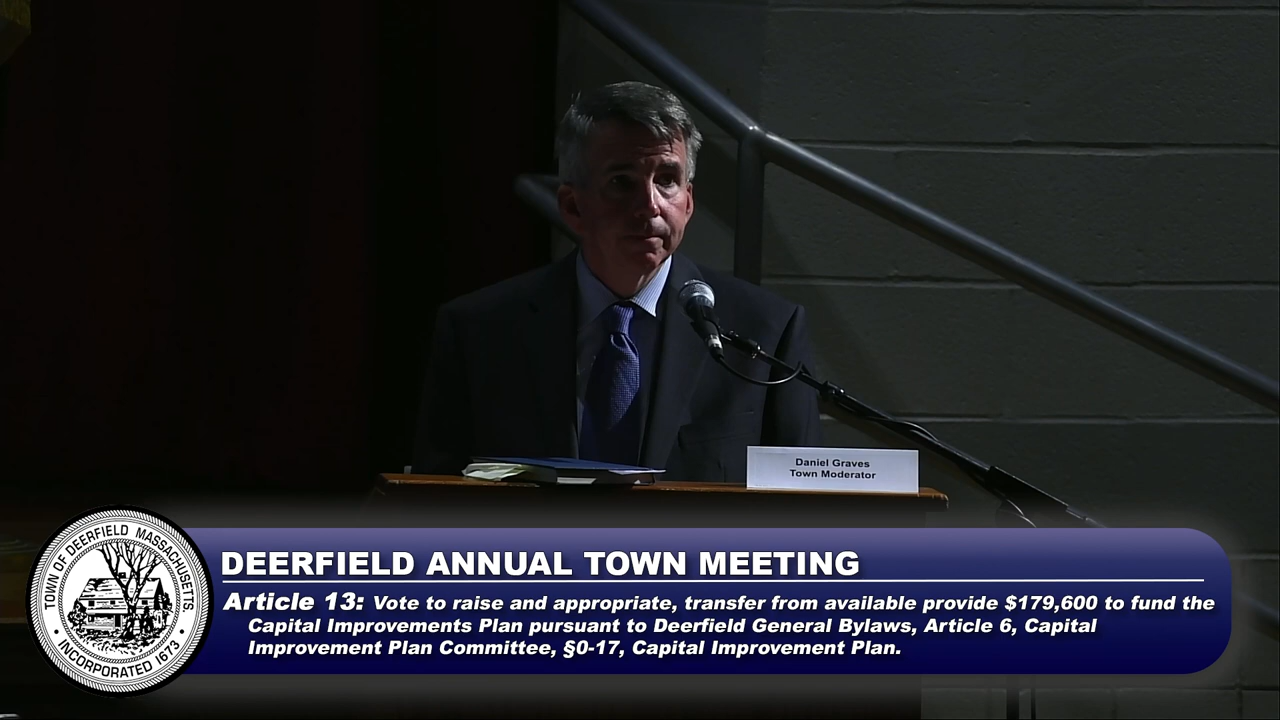 Daniel Graves
Town Moderator
TOWN OF DEERFIELD MASSACHUSETTS
INCORPORATED 1673
DEERFIELD ANNUAL TOWN MEETING
Article 13: Vote to raise and appropriate, transfer from available provide $179,600 to fund the
Capital Improvements Plan pursuant to Deerfield General Bylaws, Article 6, Capital
Improvement Plan Committee, §0-17, Capital Improvement Plan.